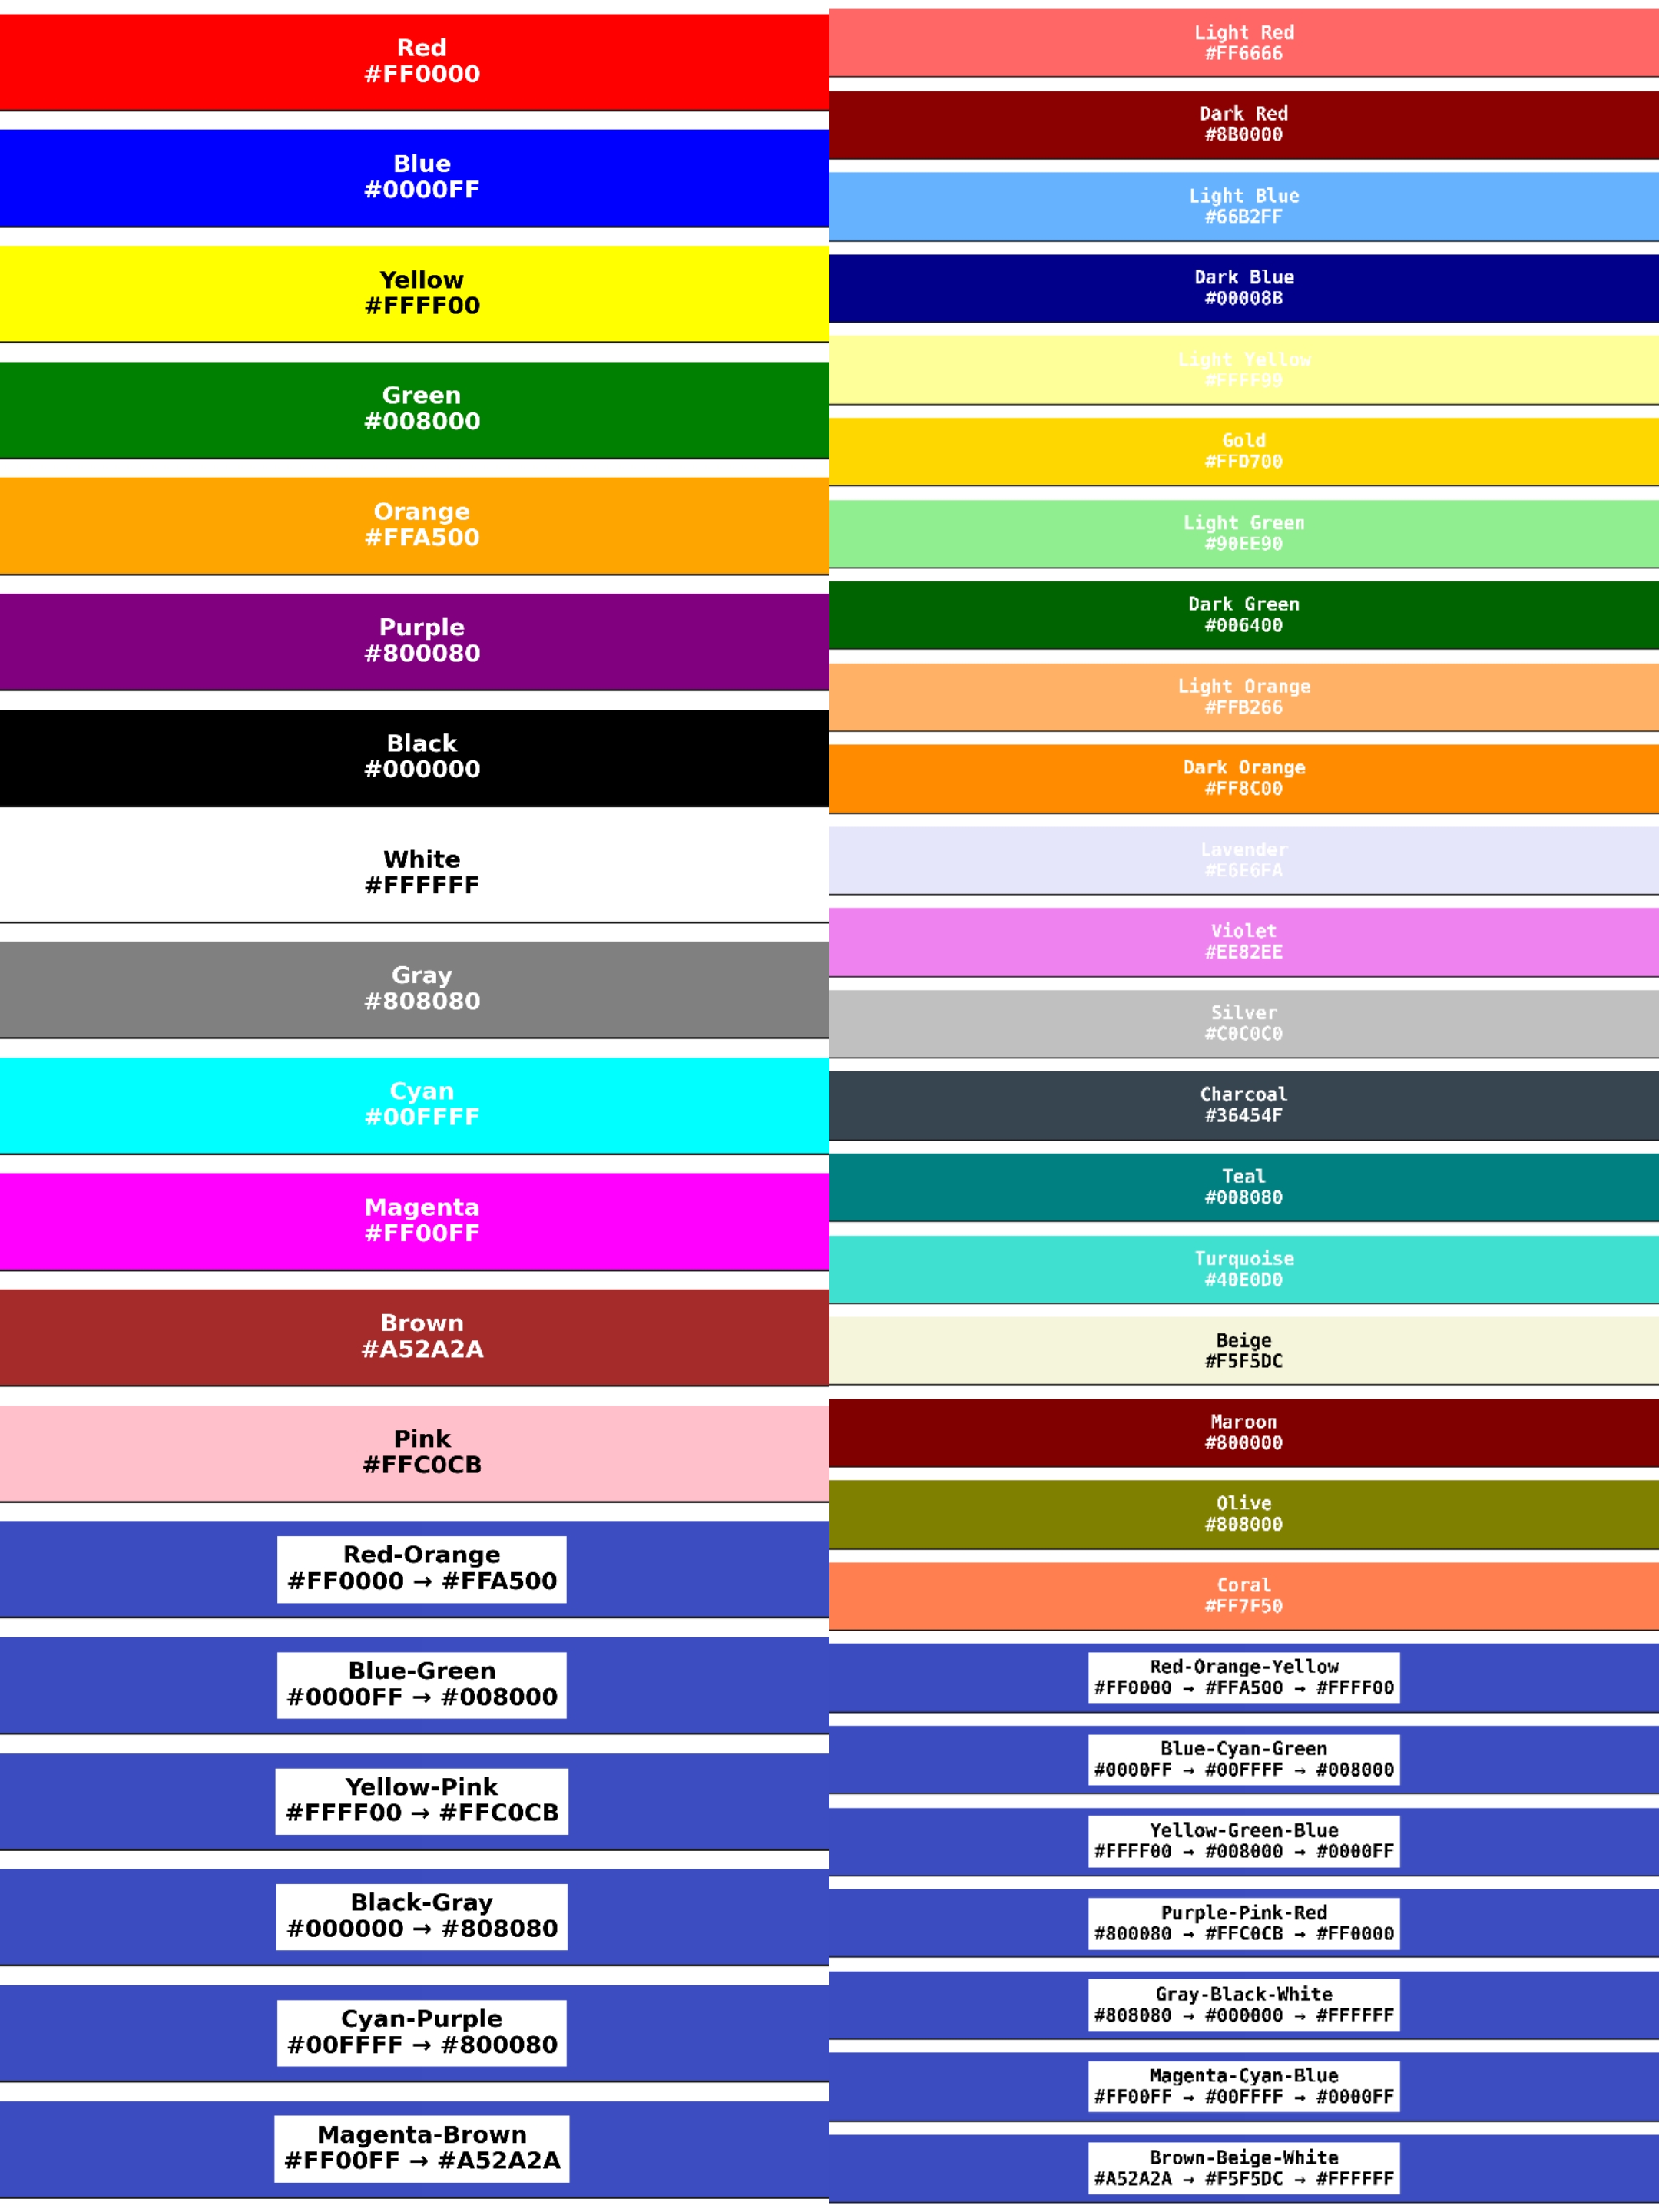 Red
#FF0000
Blue
#0000FF
Yellow
#FFFF00
Green
#008000
Orange
#FFA500
Purple
#800080
Black
#000000
White
#FFFFFF
Gray
#808080
Cyan
#00FFFF
Magenta
#FF00FF
Brown
#A52A2A
Pink
#FFC0CB
Red-Orange
#FF0000 → #FFA500
Blue-Green
#0000FF → #008000
Yellow-Pink
#FFFF00 → #FFC0CB
Black-Gray
#000000 → #808080
Cyan-Purple
#00FFFF → #800080
Magenta-Brown
#FF00FF → #A52A2A
Light Red
#FF6666
Dark Red
#8B0000
Light Blue
#66B2FF
Dark Blue
#00008B
Light Yellow
#FFFF99
Gold
#FFD700
Light Green
#90EE90
Dark Green
#006400
Light Orange
#FFB266
Dark Orange
#FF8C00
Lavender
#E6E6FA
Violet
#EE82EE
Silver
#C0C0C0
Charcoal
#36454F
Teal
#008080
Turquoise
#40E0D0
Beige
#F5F5DC
Maroon
#800000
Olive
#808000
Coral
#FF7F50
Red-Orange-Yellow
#FF0000 → #FFA500 → #FFFF00
Blue-Cyan-Green
#0000FF → #00FFFF → #008000
Yellow-Green-Blue
#FFFF00 → #008000 → #0000FF
Purple-Pink-Red
#800080 → #FFC0CB → #FF0000
Gray-Black-White
#808080 → #000000 → #FFFFFF
Magenta-Cyan-Blue
#FF00FF → #00FFFF → #0000FF
Brown-Beige-White
#A52A2A → #F5F5DC → #FFFFFF